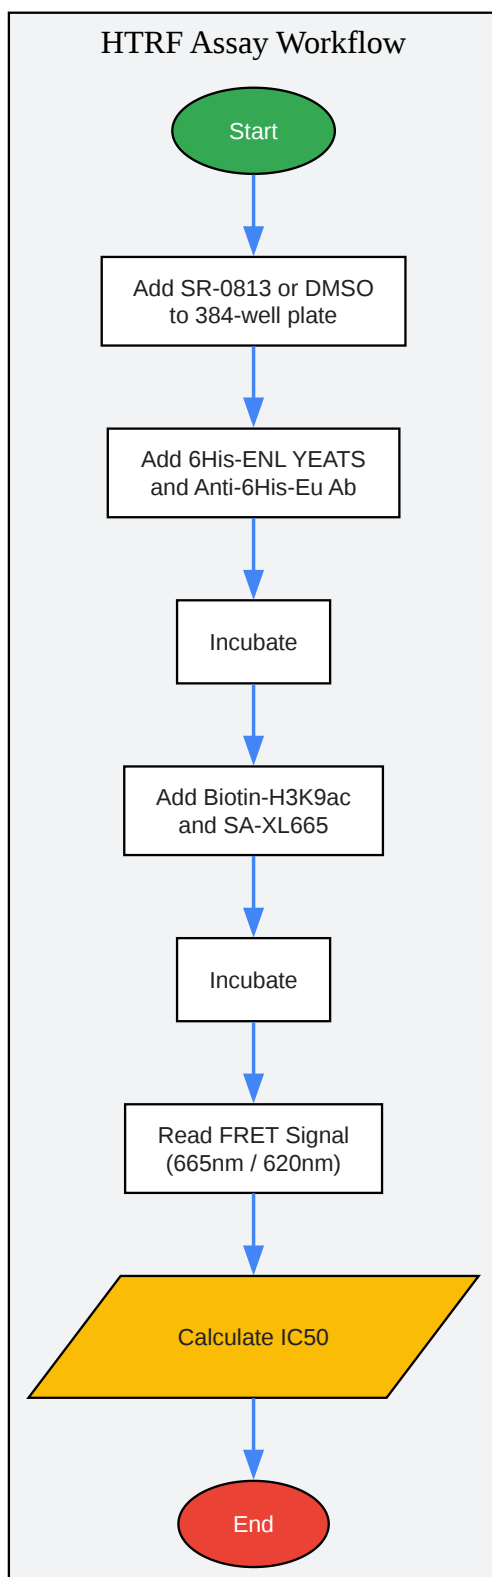 HTRF Assay Workflow
Start
Add SR-0813 or DMSO
to 384-well plate
Add 6His-ENL YEATS
and Anti-6His-Eu Ab
Incubate
Add Biotin-H3K9ac
and SA-XL665
Incubate
Read FRET Signal
(665nm / 620nm)
Calculate IC50
End